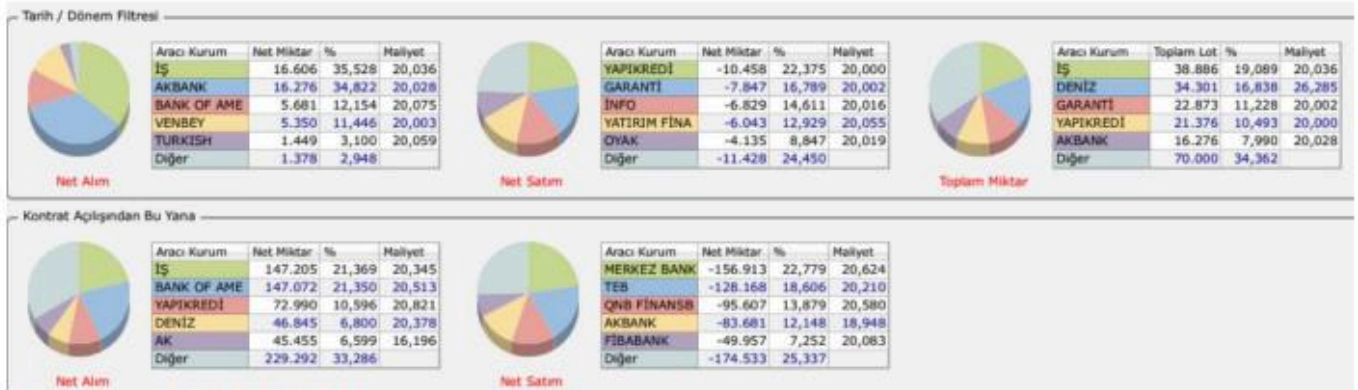 Tarih / Dönem Filtresi
Aracı Kurum Net Miktar % Maliyet
İŞ 16.606 35,528 20,036
AKBANK 16.276 34,822 20,028
BANK OF AME 5.681 12,154 20,075
VENBEY 5.350 11,446 20,003
TURKISH 1.449 3,100 20,059
Diğer 1.378 2,948
Net Alım
Aracı Kurum Net Miktar % Maliyet
YAPIKREDİ -10.458 22,375 20,000
GARANTİ -7.847 16,789 20,002
İNFO -6.829 14,611 20,016
YATIRIM FİNA -6.043 12,929 20,055
OYAK -4.135 8,847 20,019
Diğer -11.428 24,450
Net Satım
Aracı Kurum Toplam Lot % Maliyet
İŞ 38.886 19,089 20,036
DENİZ 34.301 16,838 26,285
GARANTİ 22.873 11,228 20,002
YAPIKREDİ 21.376 10,493 20,000
AKBANK 16.276 7,990 20,028
Diğer 70.000 34,362
Toplam Miktar
Kontrat Açılışından Bu Yana
Aracı Kurum Net Miktar % Maliyet
İŞ 147.205 21,369 20,345
BANK OF AME 147.072 21,350 20,513
YAPIKREDİ 72.990 10,596 20,821
DENİZ 46.845 6,800 20,378
AK 45.455 6,599 16,196
Diğer 229.292 33,286
Net Alım
Aracı Kurum Net Miktar % Maliyet
MERKEZ BANK -156.913 22,779 20,624
TEB -128.168 18,606 20,210
QNB FİNANSB -95.607 13,879 20,580
AKBANK -83.681 12,148 18,948
FİBABANK -49.957 7,252 20,083
Diğer -174.533 25,337
Net Satım